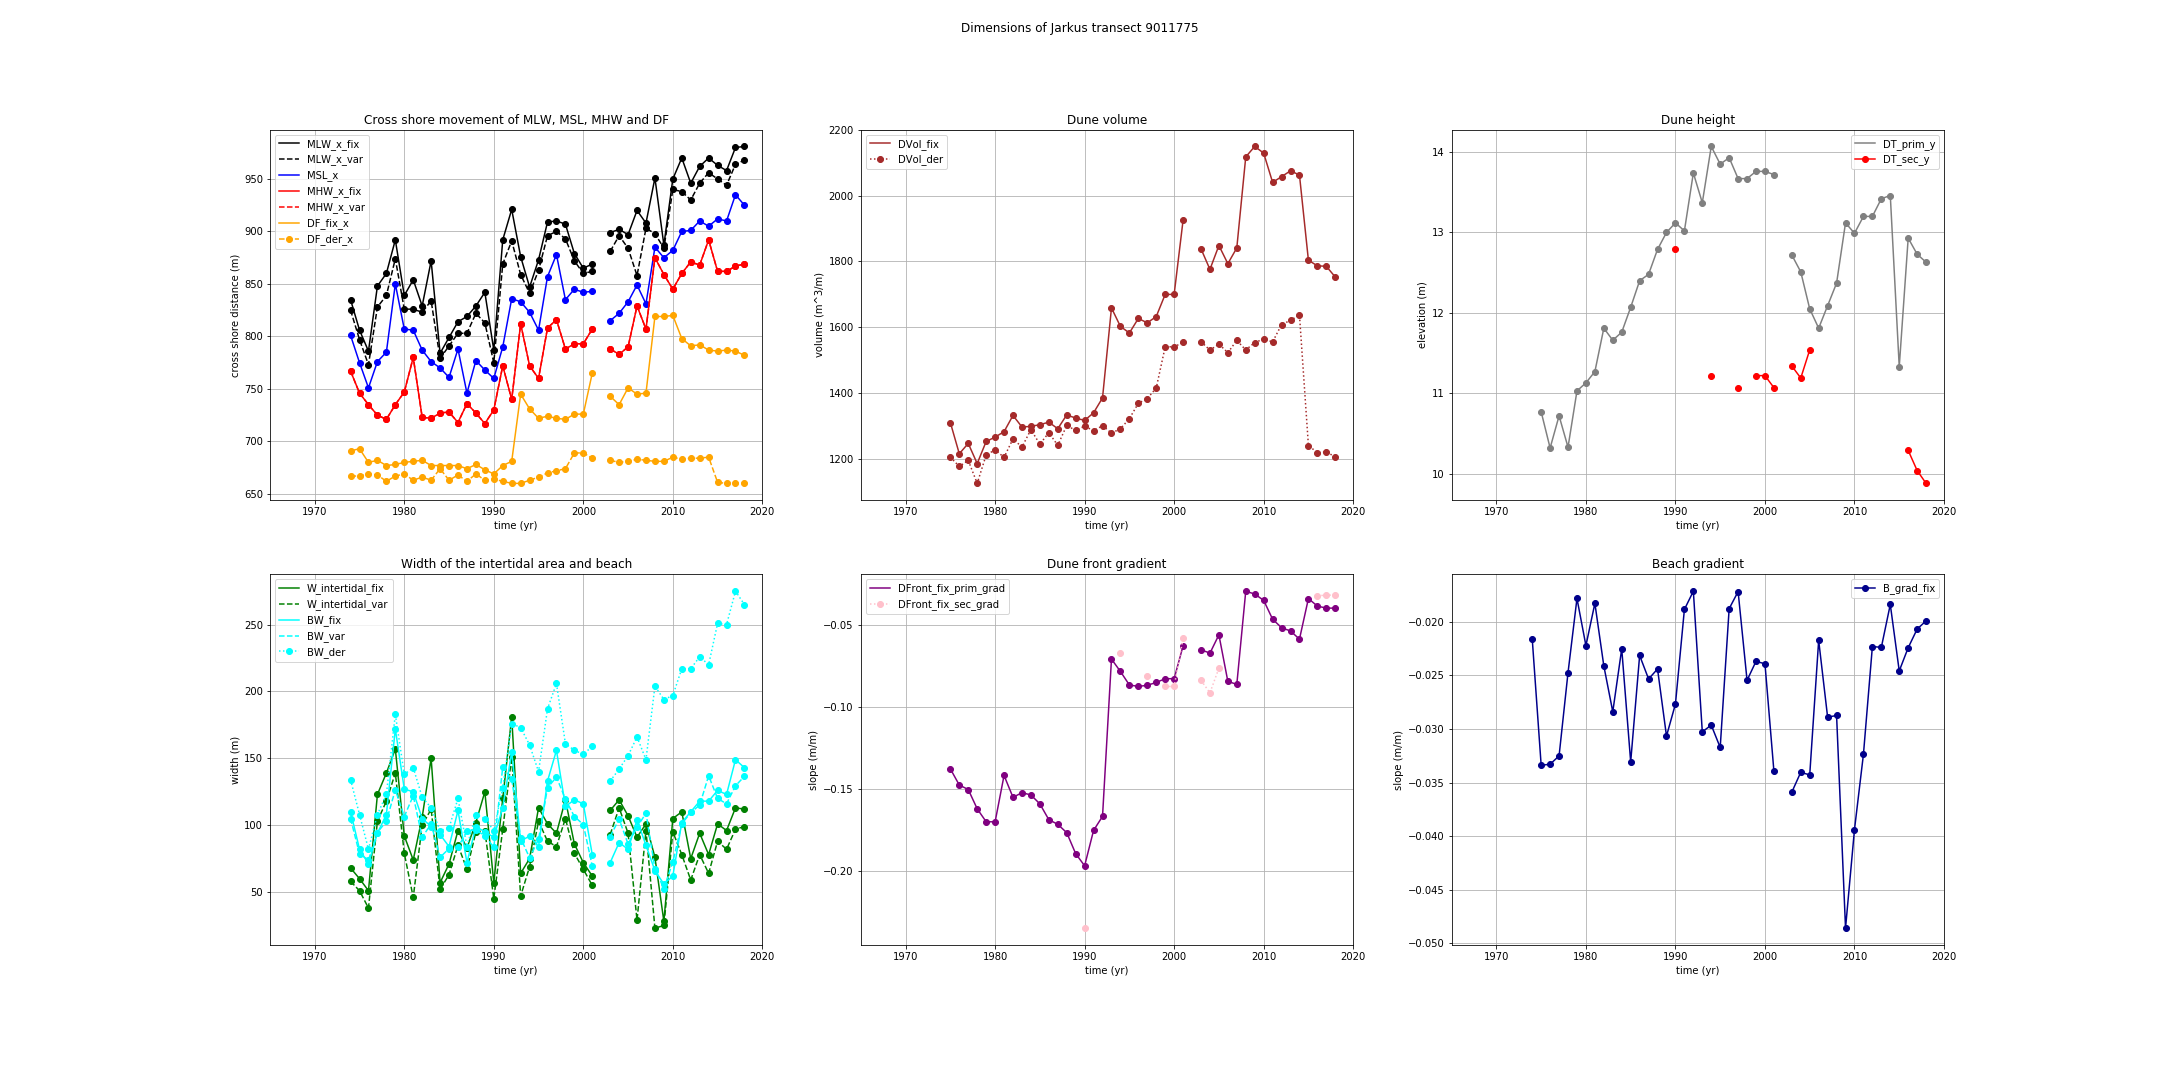 Dimensions of Jarkus transect 9011775
Cross shore movement of MLW, MSL, MHW and DF
MLW_x_fix
MLW_x_var
MSL_x
MHW_x_fix
MHW_x_var
DF_fix_x
DF_der_x
950
900
850
800
750
700
650
cross shore distance (m)
1970 1980 1990 2000 2010 2020
time (yr)
Dune volume
DVol_fix
DVol_der
2200
2000
1800
1600
1400
1200
volume (m^3/m)
1970 1980 1990 2000 2010 2020
time (yr)
Dune height
DT_prim_y
DT_sec_y
14
13
12
11
10
elevation (m)
1970 1980 1990 2000 2010 2020
time (yr)
Width of the intertidal area and beach
W_intertidal_fix
W_intertidal_var
BW_fix
BW_var
BW_der
250
200
150
100
50
width (m)
1970 1980 1990 2000 2010 2020
time (yr)
Dune front gradient
DFront_fix_prim_grad
DFront_fix_sec_grad
−0.05
−0.10
−0.15
−0.20
slope (m/m)
1970 1980 1990 2000 2010 2020
time (yr)
Beach gradient
B_grad_fix
−0.020
−0.025
−0.030
−0.035
−0.040
−0.045
−0.050
slope (m/m)
1970 1980 1990 2000 2010 2020
time (yr)